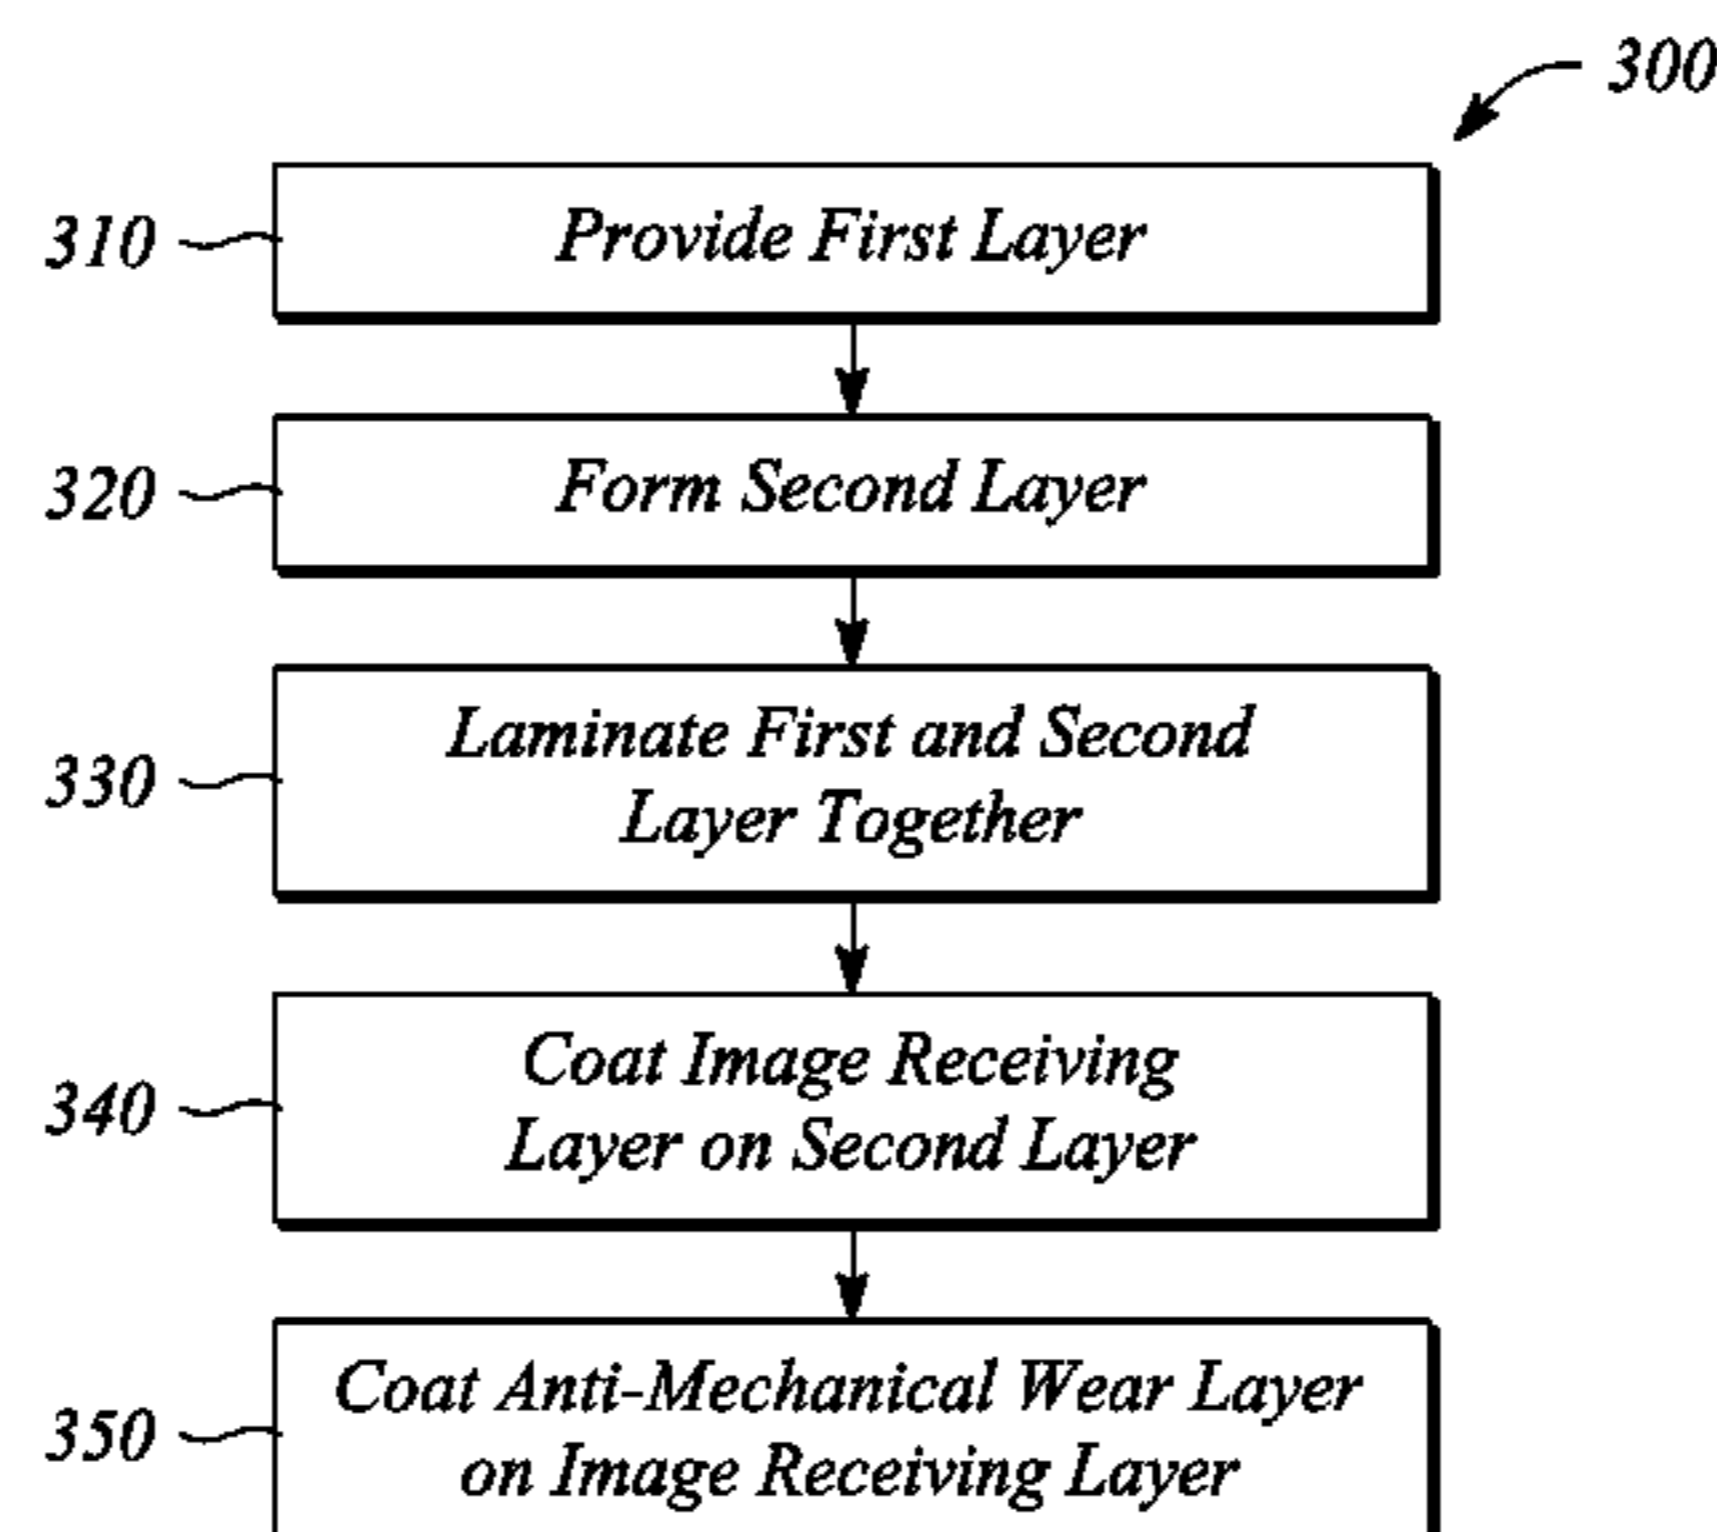 300
310
Provide First Layer
320
Form Second Layer
330
Laminate First and Second
Layer Together
340
Coat Image Receiving
Layer on Second Layer
350
Coat Anti-Mechanical Wear Layer
on Image Receiving Layer